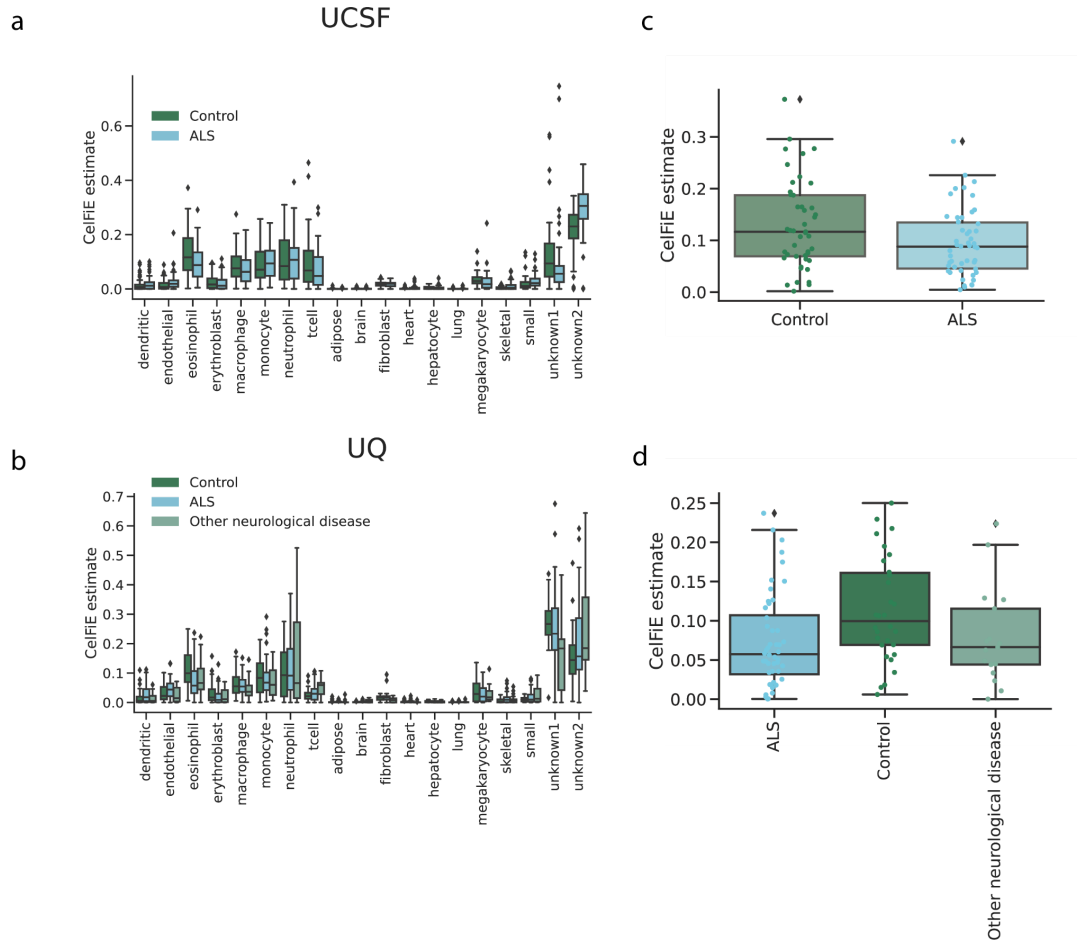 a
UCSF
CelFiE estimate
0.6
0.4
0.2
0.0
Control
ALS
dendritic
endothelial
eosinophil
erythroblast
macrophage
monocyte
neutrophil
tcell
adipose
brain
fibroblast
heart
hepatocyte
lung
megakaryocyte
skeletal
small
unknown1
unknown2
c
CelFiE estimate
0.3
0.2
0.1
0.0
Control
ALS
b
UQ
CelFiE estimate
0.7
0.6
0.5
0.4
0.3
0.2
0.1
0.0
Control
ALS
Other neurological disease
dendritic
endothelial
eosinophil
erythroblast
macrophage
monocyte
neutrophil
tcell
adipose
brain
fibroblast
heart
hepatocyte
lung
megakaryocyte
skeletal
small
unknown1
unknown2
d
CelFiE estimate
0.25
0.20
0.15
0.10
0.05
0.00
ALS
Control
Other neurological disease